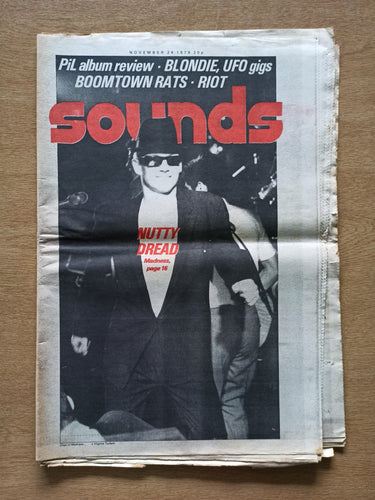 NOVEMBER 24 1979 20p
PiL album review · BLONDIE, UFO gigs
BOOMTOWN RATS · RIOT
sounds
NUTTY
DREAD
Madness,
page 16